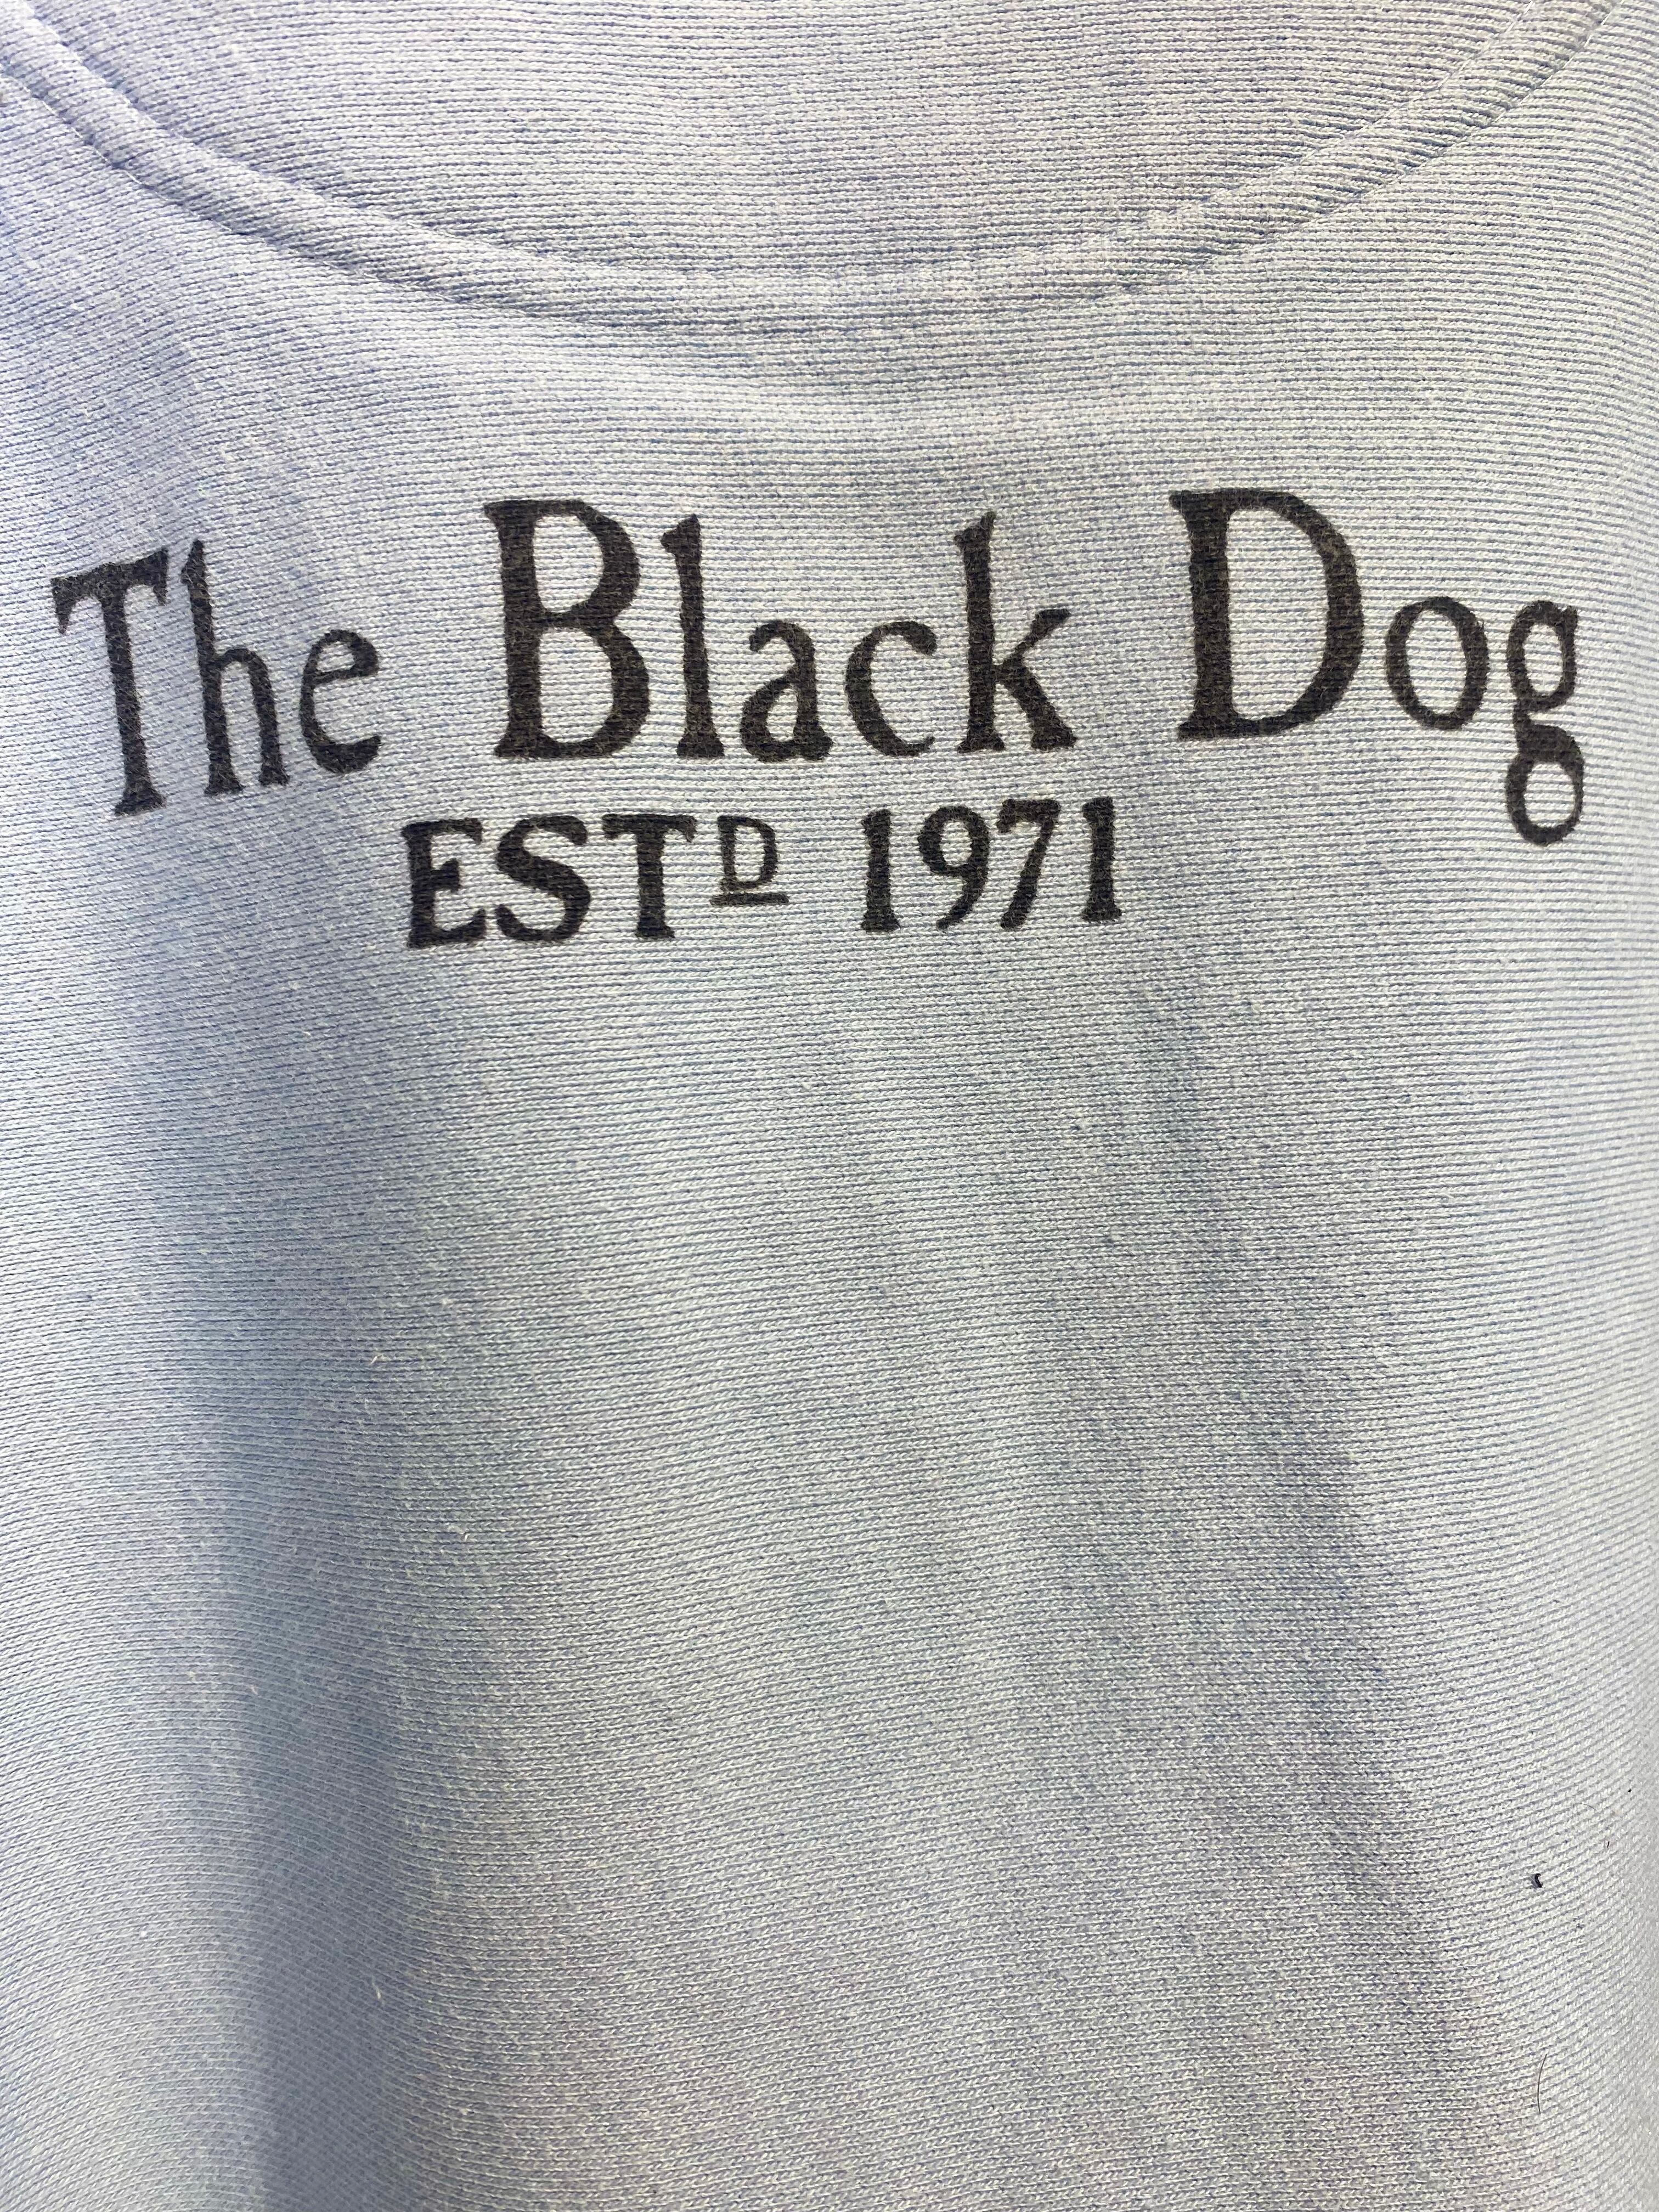 The Black Dog
ESTD 1971